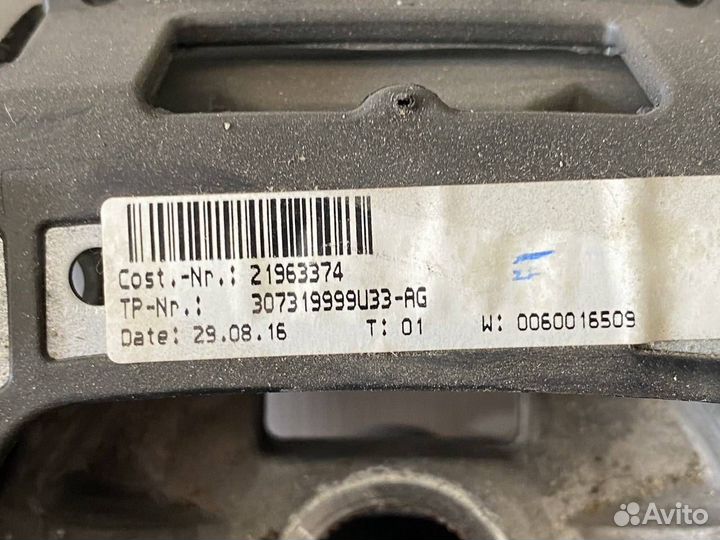 Cost.-Nr.: 21963374
TP-Nr.: 307319999U33-AG
Date: 29.08.16 T: 01 W: 0060016509
Avito